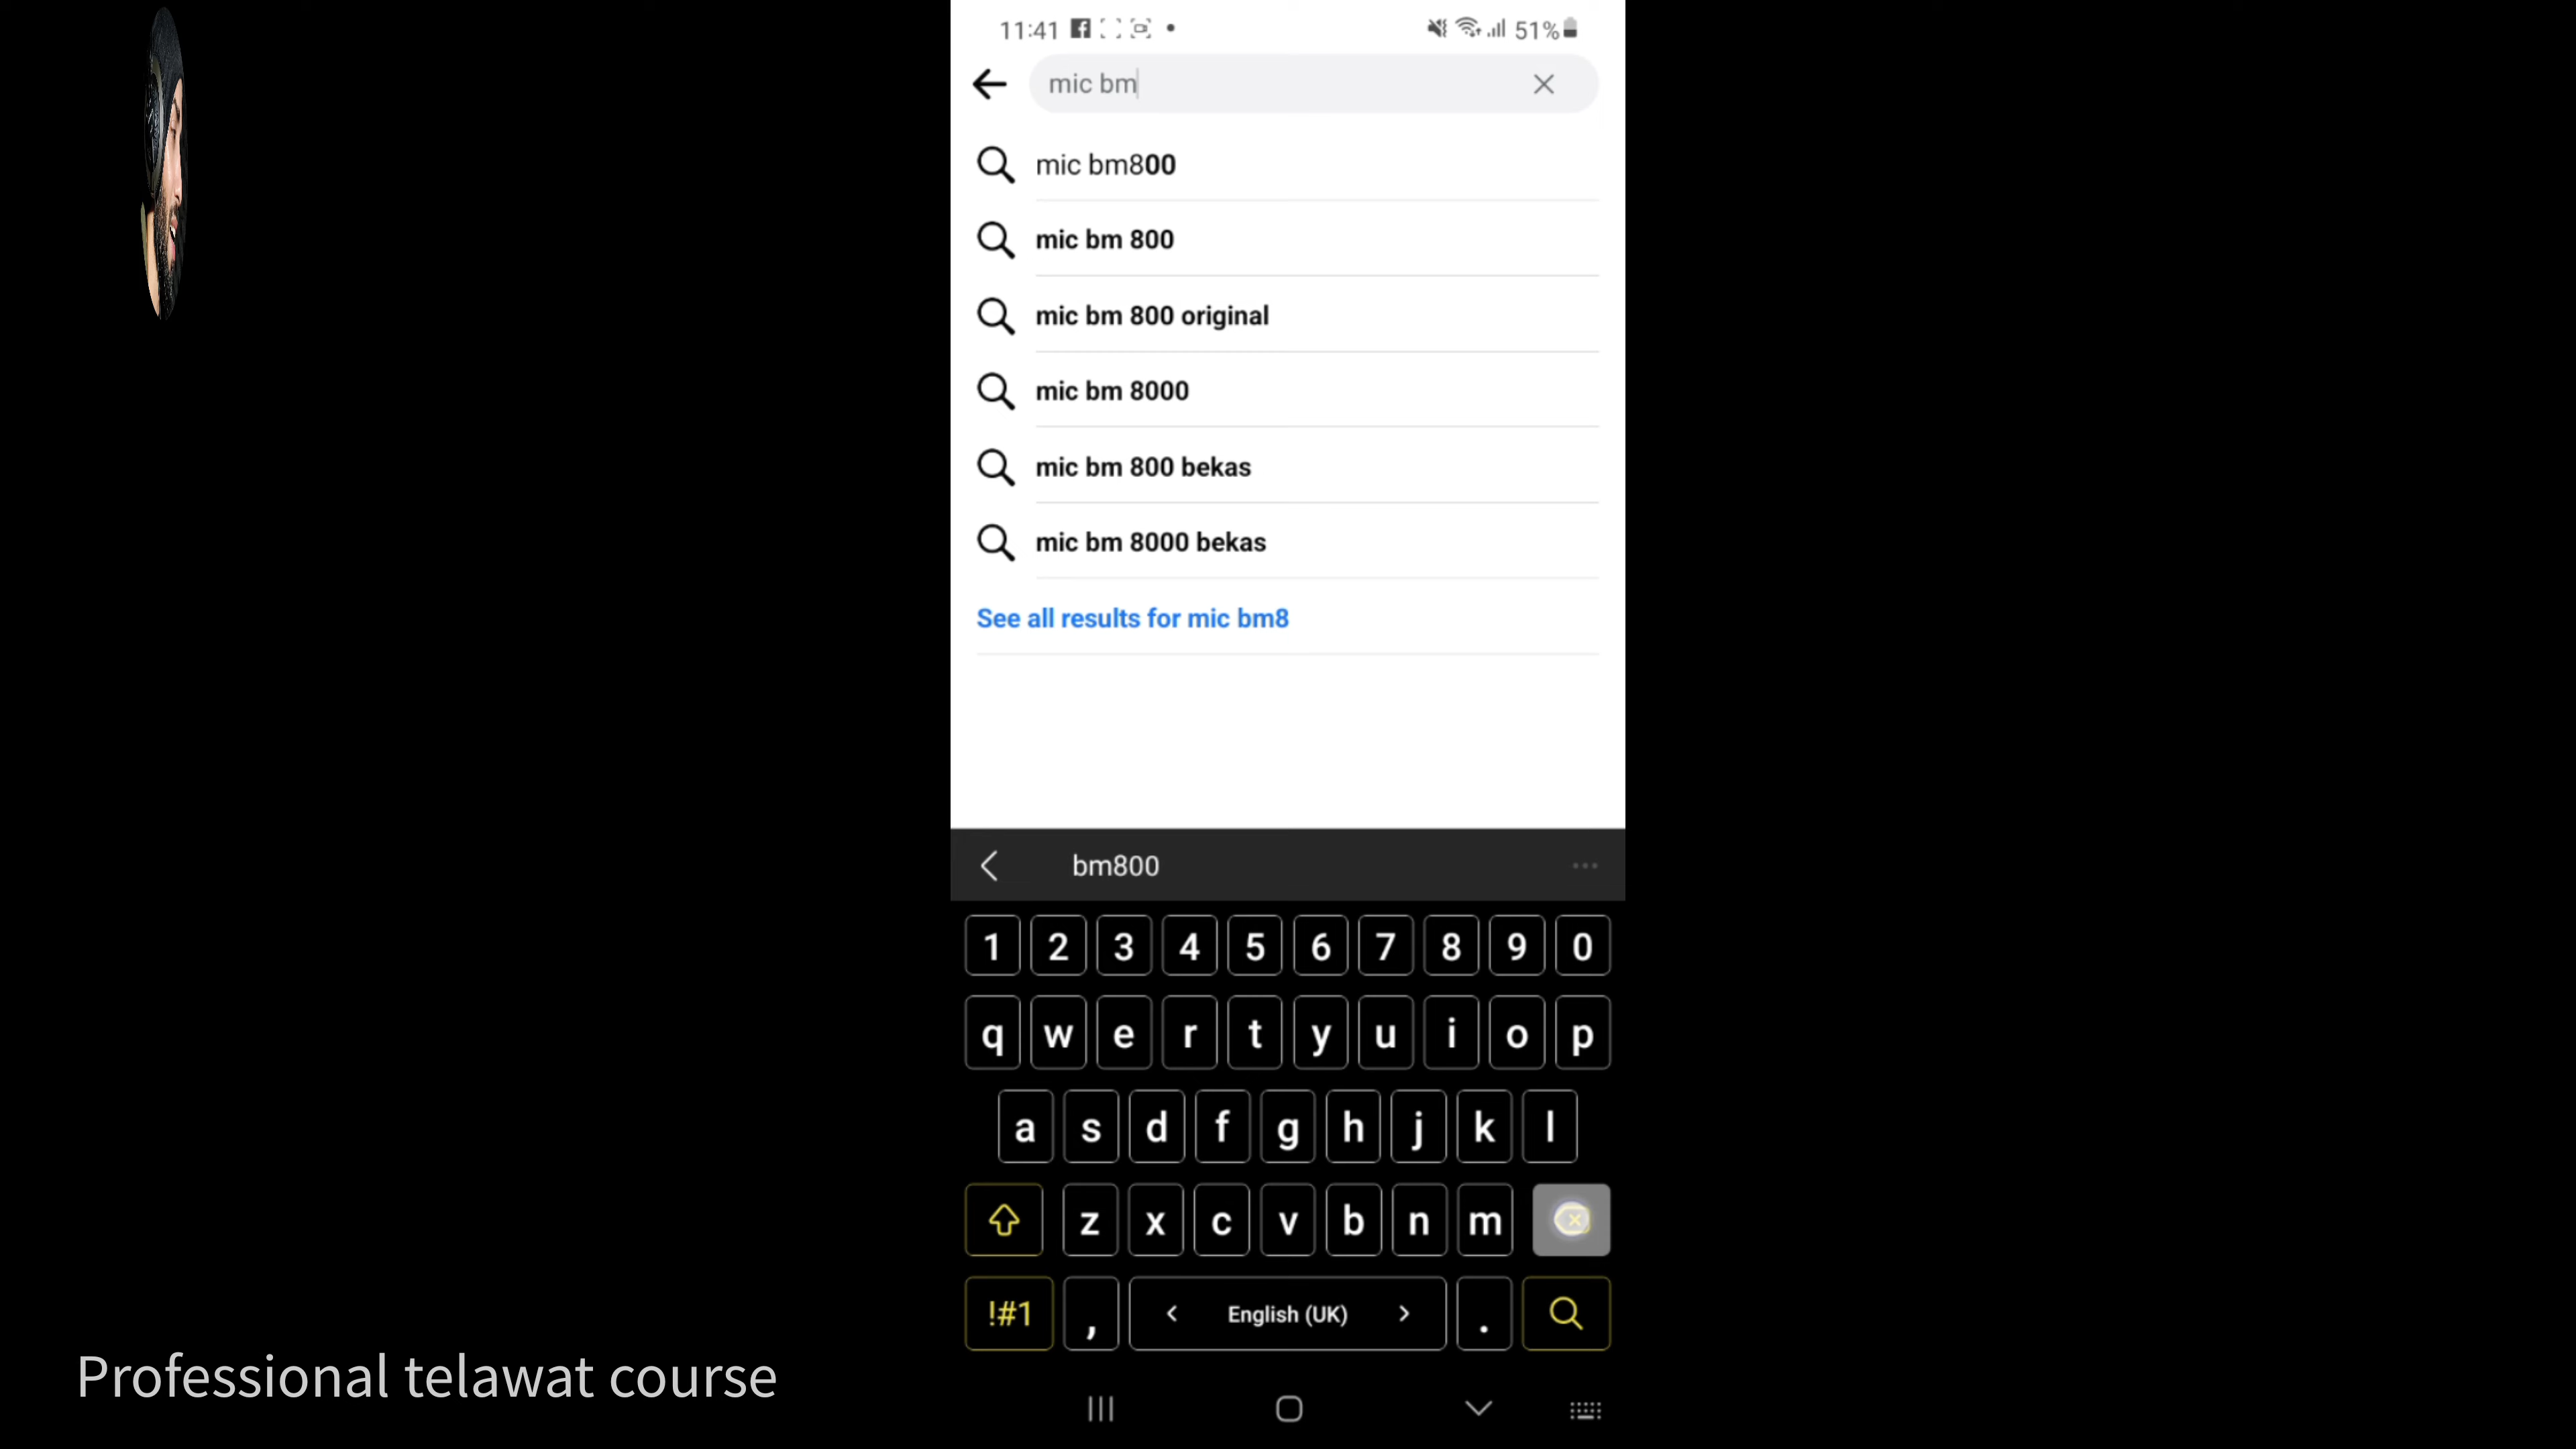 11:41
51%
mic bm
mic bm800
mic bm 800
mic bm 800 original
mic bm 8000
mic bm 800 bekas
mic bm 8000 bekas
See all results for mic bm8
bm800
1 2 3 4 5 6 7 8 9 0
q w e r t y u i o p
a s d f g h j k l
z x c v b n m
!#1 , < English (UK) > .
Professional telawat course